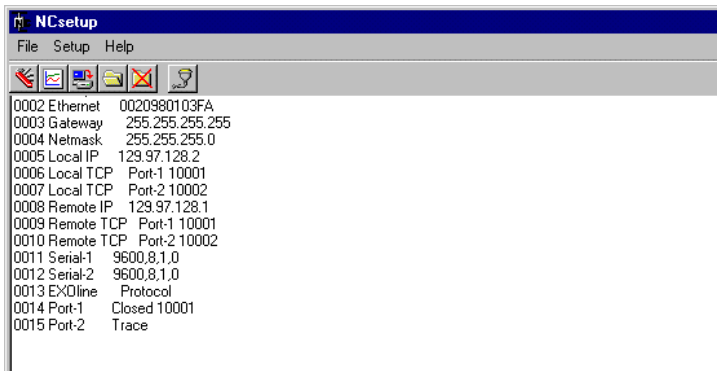 NCsetup
File Setup Help
0002 Ethernet 0020980103FA
0003 Gateway 255.255.255.255
0004 Netmask 255.255.255.0
0005 Local IP 129.97.128.2
0006 Local TCP Port-1 10001
0007 Local TCP Port-2 10002
0008 Remote IP 129.97.128.1
0009 Remote TCP Port-1 10001
0010 Remote TCP Port-2 10002
0011 Serial-1 9600,8,1,0
0012 Serial-2 9600,8,1,0
0013 EXOline Protocol
0014 Port-1 Closed 10001
0015 Port-2 Trace